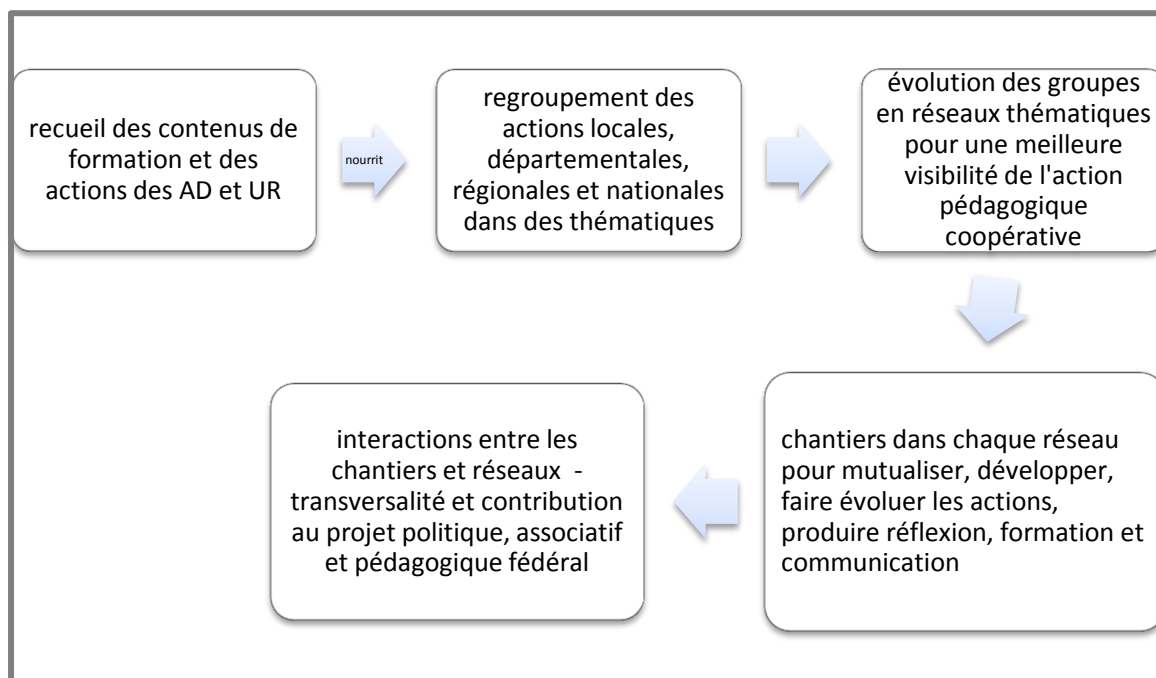 recueil des contenus de
formation et des
actions des AD et UR
nourrit
regroupement des
actions locales,
départementales,
régionales et nationales
dans des thématiques
évolution des groupes
en réseaux thématiques
pour une meilleure
visibilité de l'action
pédagogique
coopérative
chantiers dans chaque réseau
pour mutualiser, développer,
faire évoluer les actions,
produire réflexion, formation et
communication
interactions entre les
chantiers et réseaux -
transversalité et contribution
au projet politique, associatif
et pédagogique fédéral